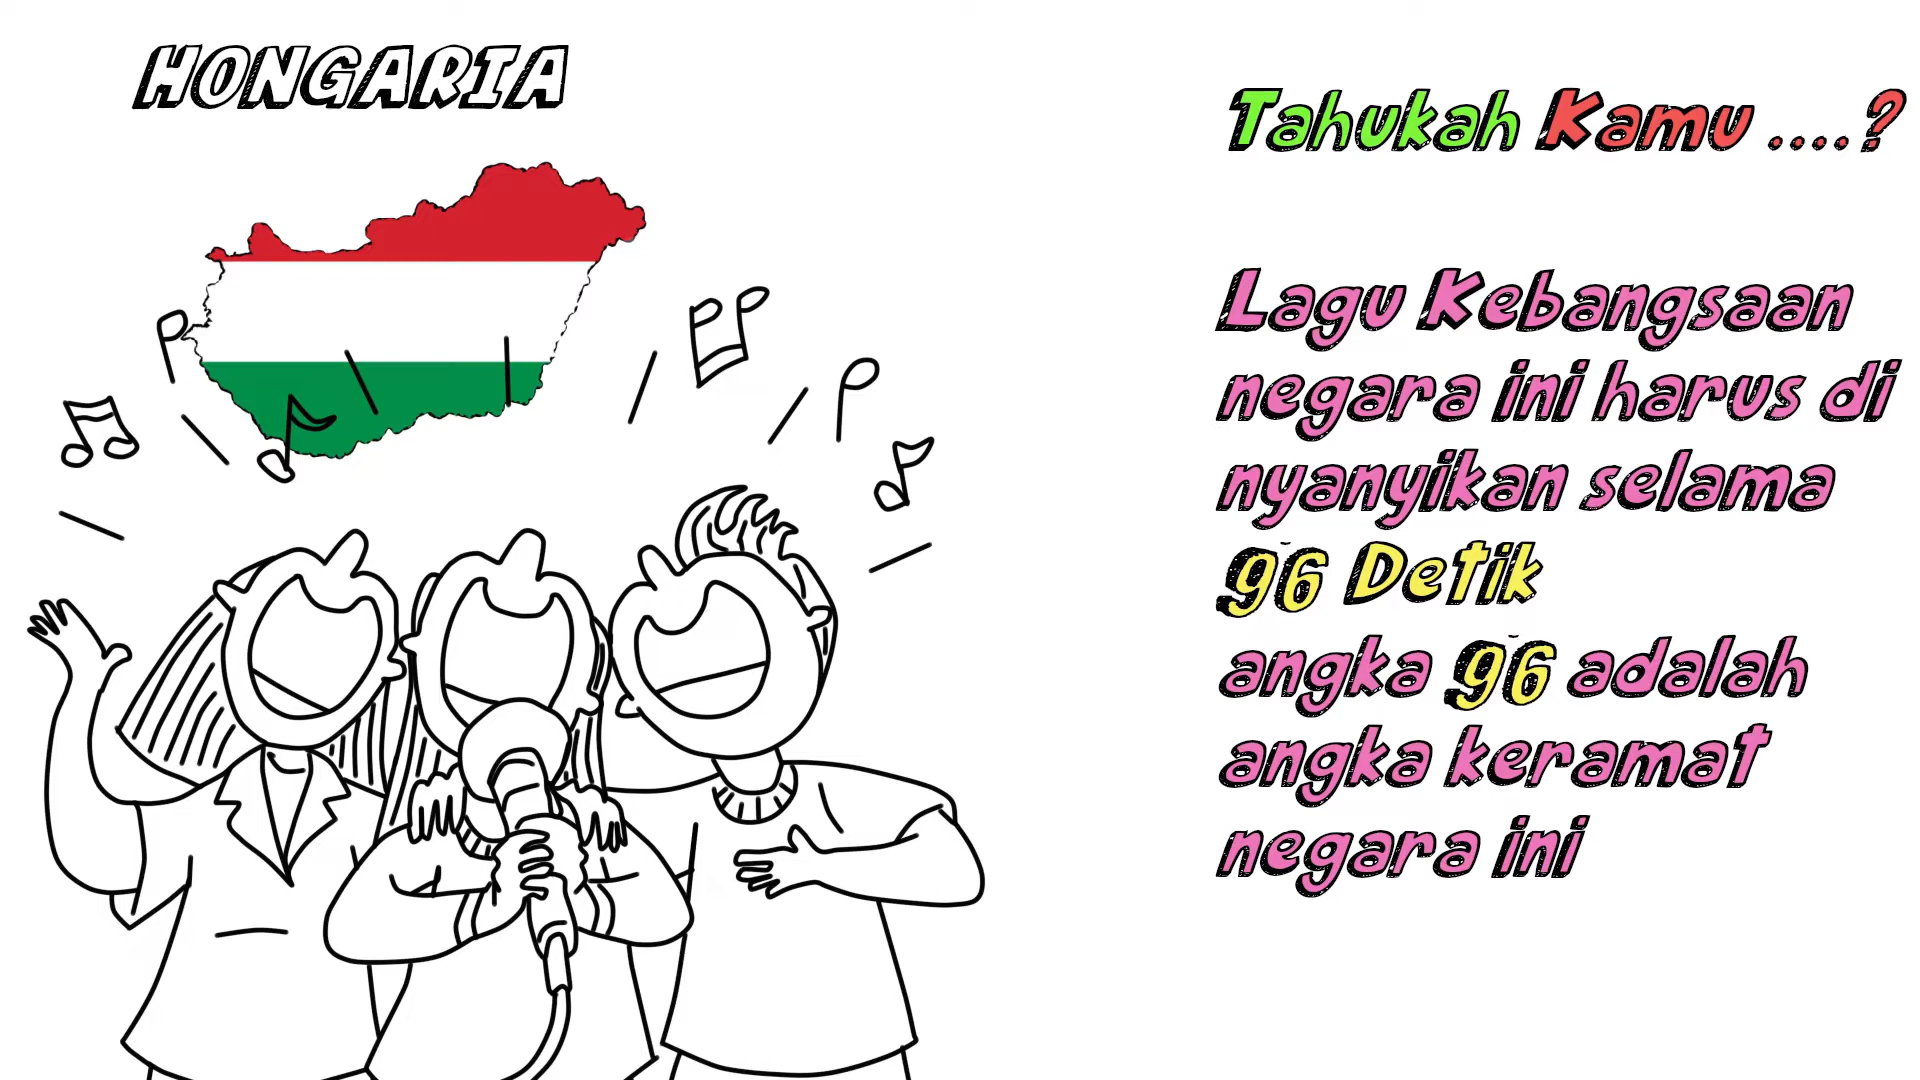 HONGARIA
Tahukah Kamu ....?
Lagu Kebangsaan
negara ini harus di
nyanyikan selama
96 Detik
angka 96 adalah
angka keramat
negara ini